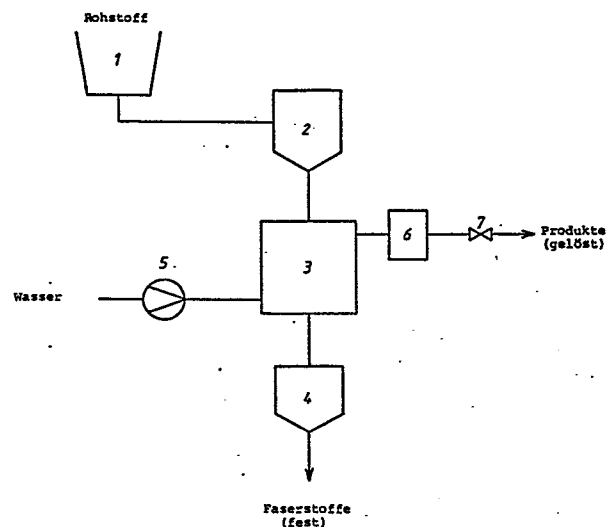 Rohstoff
1
2
3
4
5
6
7
Wasser
Produkte
(gelöst)
Faserstoffe
(fest)